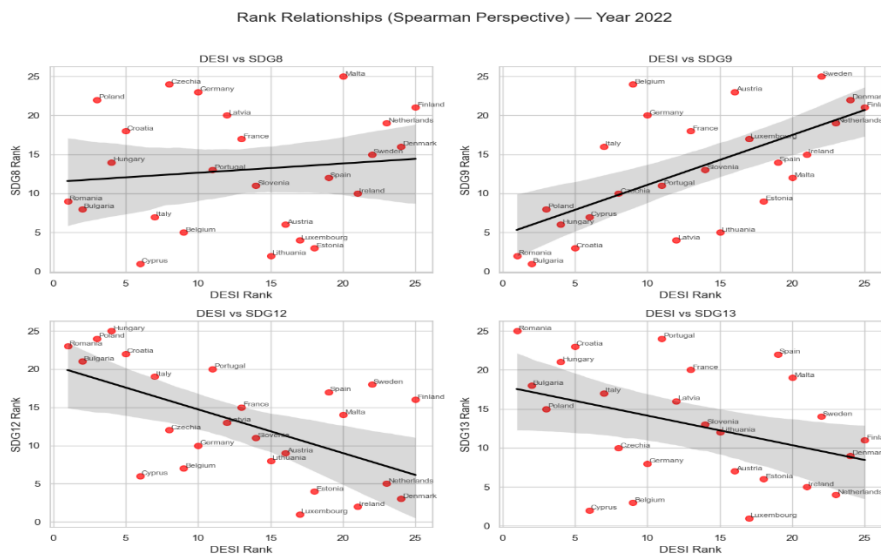 Rank Relationships (Spearman Perspective) — Year 2022
DESI vs SDG8
SDG8 Rank
25
20
15
10
5
0
Malta
Czechia
Germany
Poland
Finland
Latvia
Netherlands
Croatia
France
Denmark
Sweden
Hungary
Portugal
Spain
Slovenia
Ireland
Romania
Bulgaria
Italy
Austria
Belgium
Luxembourg
Estonia
Lithuania
Cyprus
0 5 10 15 20 25
DESI Rank
DESI vs SDG9
SDG9 Rank
25
20
15
10
5
0
Sweden
Belgium
Austria
Denmar
Finl
Germany
Netherlands
France
Luxembourg
Italy
Ireland
Spain
Slovenia
Malta
Portugal
Czechia
Estonia
Poland
Cyprus
Hungary
Lithuania
Latvia
Croatia
Romania
Bulgaria
0 5 10 15 20 25
DESI Rank
DESI vs SDG12
SDG12 Rank
25
20
15
10
5
0
Hungary
Poland
Romania
Croatia
Bulgaria
Portugal
Italy
Sweden
Spain
Finland
France
Malta
Latvia
Czechia
Slovenia
Germany
Austria
Lithuania
Belgium
Cyprus
Netherlands
Estonia
Denmark
Ireland
Luxembourg
0 5 10 15 20 25
DESI Rank
DESI vs SDG13
SDG13 Rank
25
20
15
10
5
0
Romania
Portugal
Croatia
Spain
Hungary
France
Malta
Bulgaria
Italy
Latvia
Poland
Sweden
Slovenia
Lithuania
Finl
Czechia
Denmar
Germany
Austria
Estonia
Ireland
Netherlands
Belgium
Cyprus
Luxembourg
0 5 10 15 20 25
DESI Rank